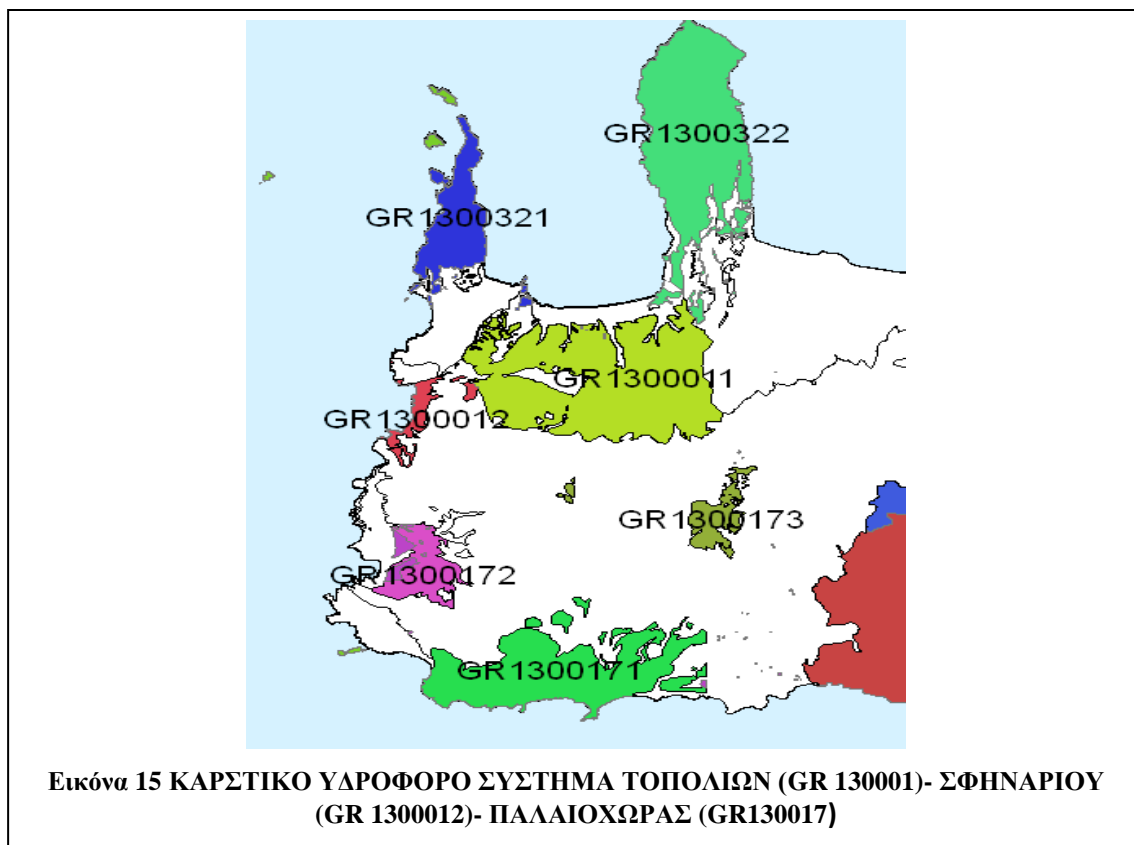 GR1300322
GR1300321
GR1300011
GR1300012
GR1300173
GR1300172
GR1300171
Εικόνα 15 ΚΑΡΣΤΙΚΟ ΥΔΡΟΦΟΡΟ ΣΥΣΤΗΜΑ ΤΟΠΟΛΙΩΝ (GR 130001)- ΣΦΗΝΑΡΙΟΥ
(GR 1300012)- ΠΑΛΑΙΟΧΩΡΑΣ (GR130017)